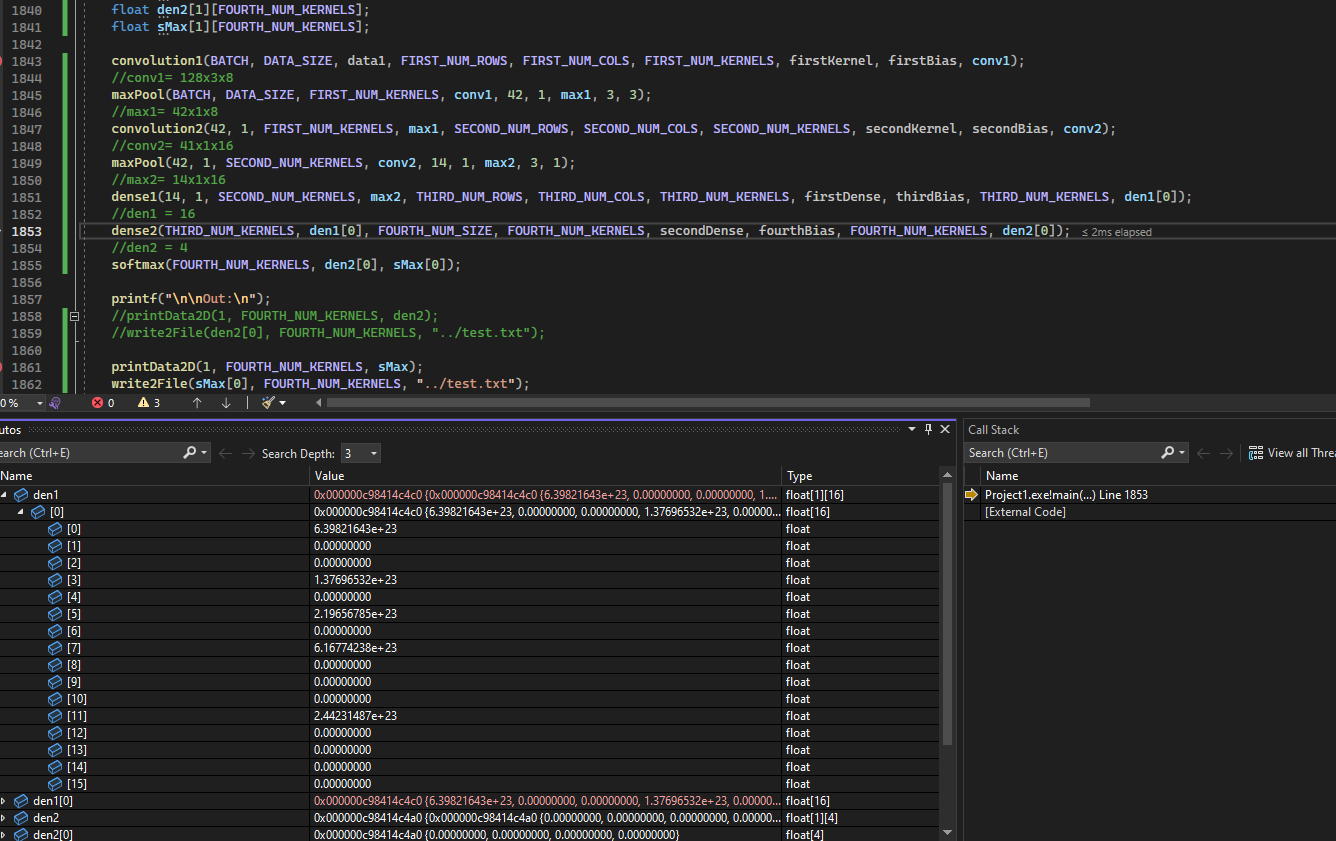 1840 float den2[1][FOURTH_NUM_KERNELS];
1841 float sMax[1][FOURTH_NUM_KERNELS];
1842
1843 convolution1(BATCH, DATA_SIZE, data1, FIRST_NUM_ROWS, FIRST_NUM_COLS, FIRST_NUM_KERNELS, firstKernel, firstBias, conv1);
1844 //conv1= 128x3x8
1845 maxPool(BATCH, DATA_SIZE, FIRST_NUM_KERNELS, conv1, 42, 1, max1, 3, 3);
1846 //max1= 42x1x8
1847 convolution2(42, 1, FIRST_NUM_KERNELS, max1, SECOND_NUM_ROWS, SECOND_NUM_COLS, SECOND_NUM_KERNELS, secondKernel, secondBias, conv2);
1848 //conv2= 41x1x16
1849 maxPool(42, 1, SECOND_NUM_KERNELS, conv2, 14, 1, max2, 3, 1);
1850 //max2= 14x1x16
1851 dense1(14, 1, SECOND_NUM_KERNELS, max2, THIRD_NUM_ROWS, THIRD_NUM_COLS, THIRD_NUM_KERNELS, firstDense, thirdBias, THIRD_NUM_KERNELS, den1[0]);
1852 //den1 = 16
1853 dense2(THIRD_NUM_KERNELS, den1[0], FOURTH_NUM_SIZE, FOURTH_NUM_KERNELS, secondDense, fourthBias, FOURTH_NUM_KERNELS, den2[0]); ≤ 2ms elapsed
1854 //den2 = 4
1855 softmax(FOURTH_NUM_KERNELS, den2[0], sMax[0]);
1856
1857 printf("\n\nOut:\n");
1858 //printData2D(1, FOURTH_NUM_KERNELS, den2);
1859 //write2File(den2[0], FOURTH_NUM_KERNELS, "../test.txt");
1860
1861 printData2D(1, FOURTH_NUM_KERNELS, sMax);
1862 write2File(sMax[0], FOURTH_NUM_KERNELS, "../test.txt");
0 % 0 3
utos
earch (Ctrl+E) Search Depth: 3
Name Value Type
den1 0x000000c98414c4c0 {0x000000c98414c4c0 {6.39821643e+23, 0.00000000, 0.00000000, 1.... float[1][16]
[0] 0x000000c98414c4c0 {6.39821643e+23, 0.00000000, 0.00000000, 1.37696532e+23, 0.00000... float[16]
[0] 6.39821643e+23 float
[1] 0.00000000 float
[2] 0.00000000 float
[3] 1.37696532e+23 float
[4] 0.00000000 float
[5] 2.19656785e+23 float
[6] 0.00000000 float
[7] 6.16774238e+23 float
[8] 0.00000000 float
[9] 0.00000000 float
[10] 0.00000000 float
[11] 2.44231487e+23 float
[12] 0.00000000 float
[13] 0.00000000 float
[14] 0.00000000 float
[15] 0.00000000 float
den1[0] 0x000000c98414c4c0 {6.39821643e+23, 0.00000000, 0.00000000, 1.37696532e+23, 0.00000... float[16]
den2 0x000000c98414c4a0 {0x000000c98414c4a0 {0.00000000, 0.00000000, 0.00000000, 0.00000... float[1][4]
den2[0] 0x000000c98414c4a0 {0.00000000, 0.00000000, 0.00000000, 0.00000000} float[4]
Call Stack
Search (Ctrl+E) View all Threa
Name
Project1.exe!main(...) Line 1853
[External Code]